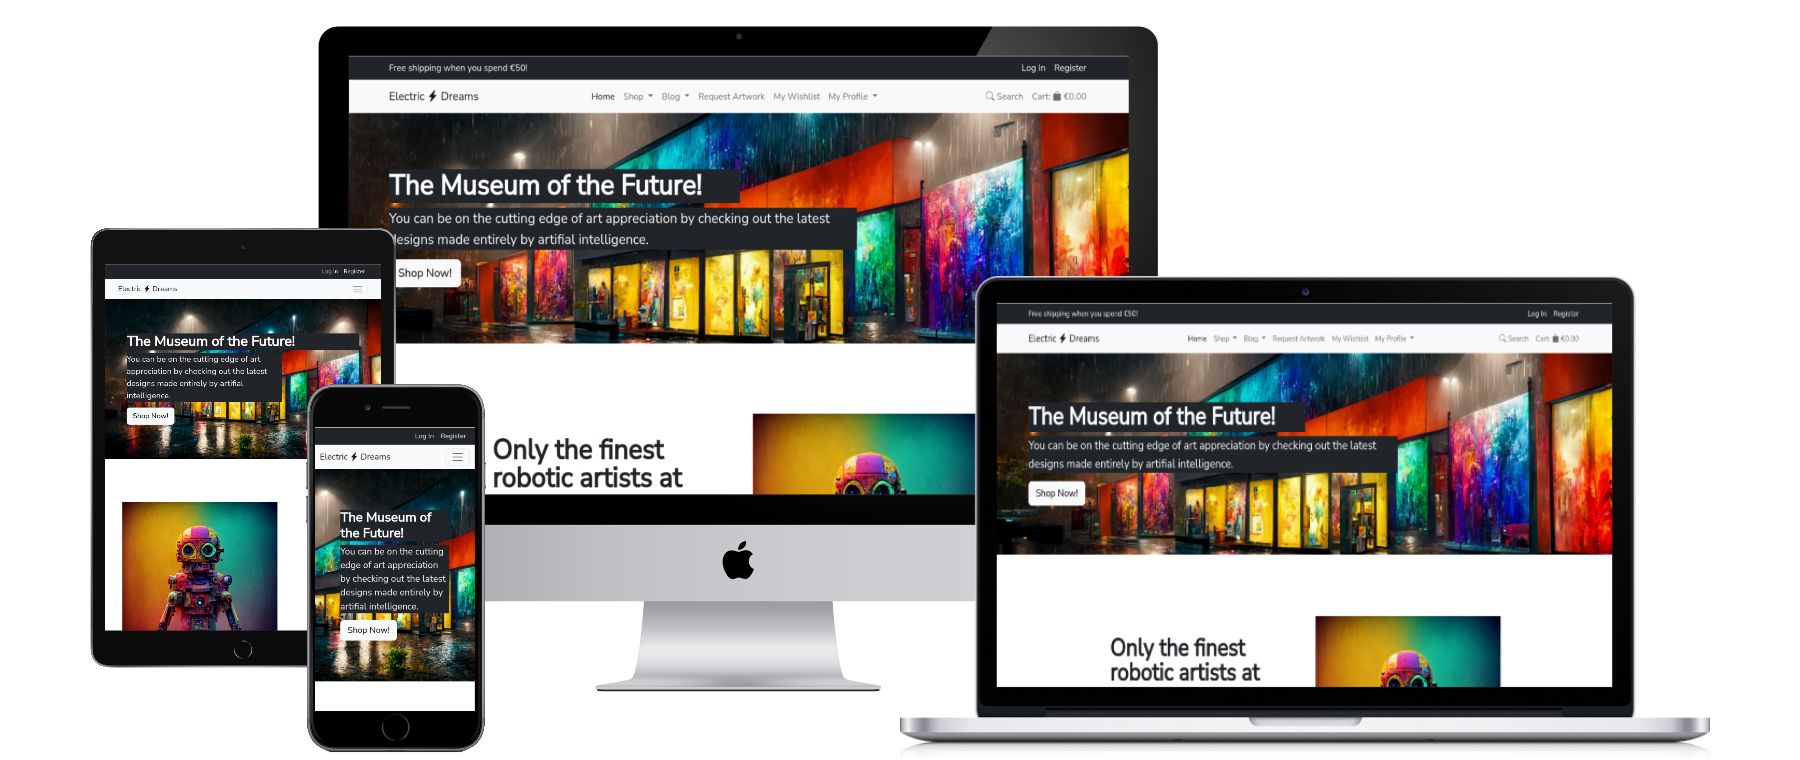 Free shipping when you spend €50!
Log In Register
Electric Dreams
Home Shop Blog Request Artwork My Wishlist My Profile
Search Cart: €0.00
The Museum of the Future!
You can be on the cutting edge of art appreciation by checking out the latest
designs made entirely by artifial intelligence.
Shop Now!
Only the finest
robotic artists at
Log In Register
Electric Dreams
The Museum of the Future!
You can be on the cutting edge of art
appreciation by checking out the latest
designs made entirely by artifial
intelligence.
Shop Now!
Log In Register
Electric Dreams
The Museum of
the Future!
You can be on the cutting
edge of art appreciation
by checking out the latest
designs made entirely by
artifial intelligence.
Shop Now!
Free shipping when you spend €50!
Log In Register
Electric Dreams
Home Shop Blog Request Artwork My Wishlist My Profile
Search Cart: €0.00
The Museum of the Future!
You can be on the cutting edge of art appreciation by checking out the latest
designs made entirely by artifial intelligence.
Shop Now!
Only the finest
robotic artists at